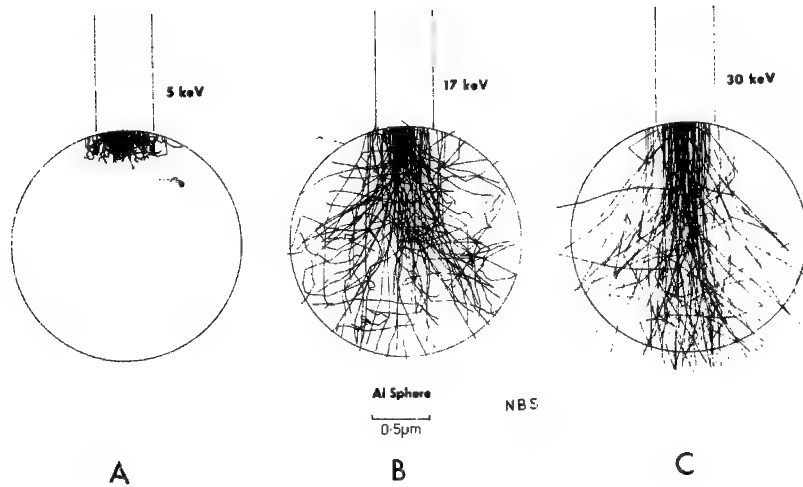 5 keV
17 keV
30 keV
Al Sphere
NBS
0·5μm
A
B
C